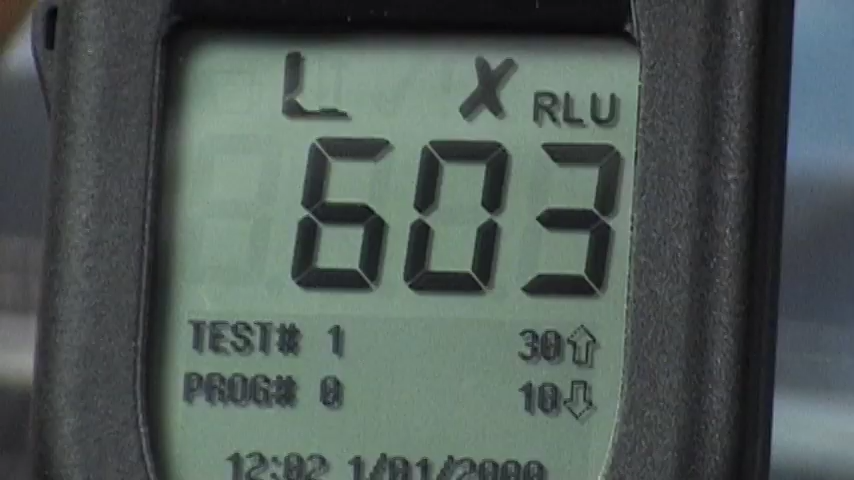 L X RLU
603
TEST# 1 30⇧
PROG# 0 10⇩
12:02 1/01/2000